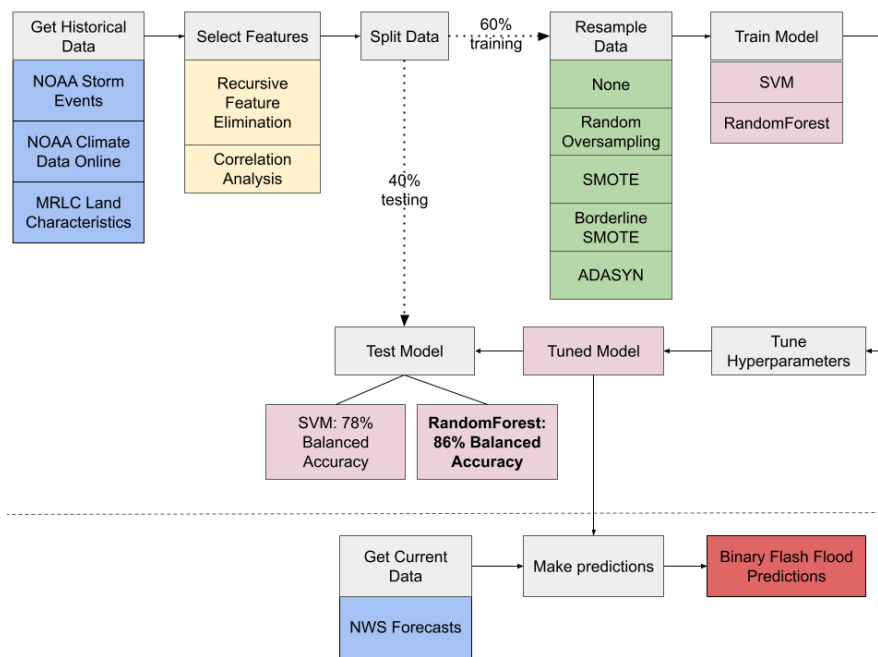 Get Historical
Data
Select Features
Split Data
60%
training
Resample
Data
Train Model
NOAA Storm
Events
NOAA Climate
Data Online
MRLC Land
Characteristics
Recursive
Feature
Elimination
Correlation
Analysis
40%
testing
None
Random
Oversampling
SMOTE
Borderline
SMOTE
ADASYN
SVM
RandomForest
Test Model
Tuned Model
Tune
Hyperparameters
SVM: 78%
Balanced
Accuracy
RandomForest:
86% Balanced
Accuracy
Get Current
Data
NWS Forecasts
Make predictions
Binary Flash Flood
Predictions